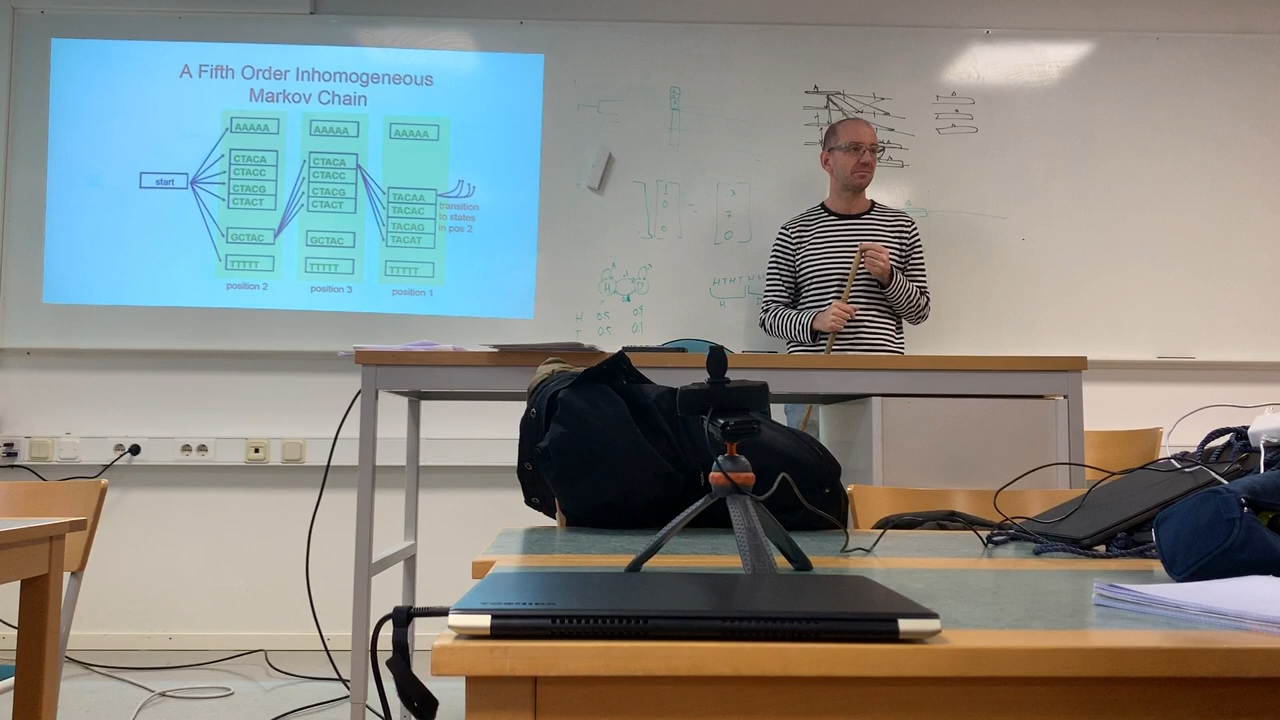 A Fifth Order Inhomogeneous
Markov Chain
start
AAAAA
CTACA
CTACC
CTACG
CTACT
GCTAC
TTTTT
position 2
AAAAA
CTACA
CTACC
CTACG
CTACT
GCTAC
TTTTT
position 3
AAAAA
TACAA
TACAC
TACAG
TACAT
TTTTT
position 1
transition
to states
in pos 2
H
H 0.5 0.9
T 0.5 0.1
HTHT
H